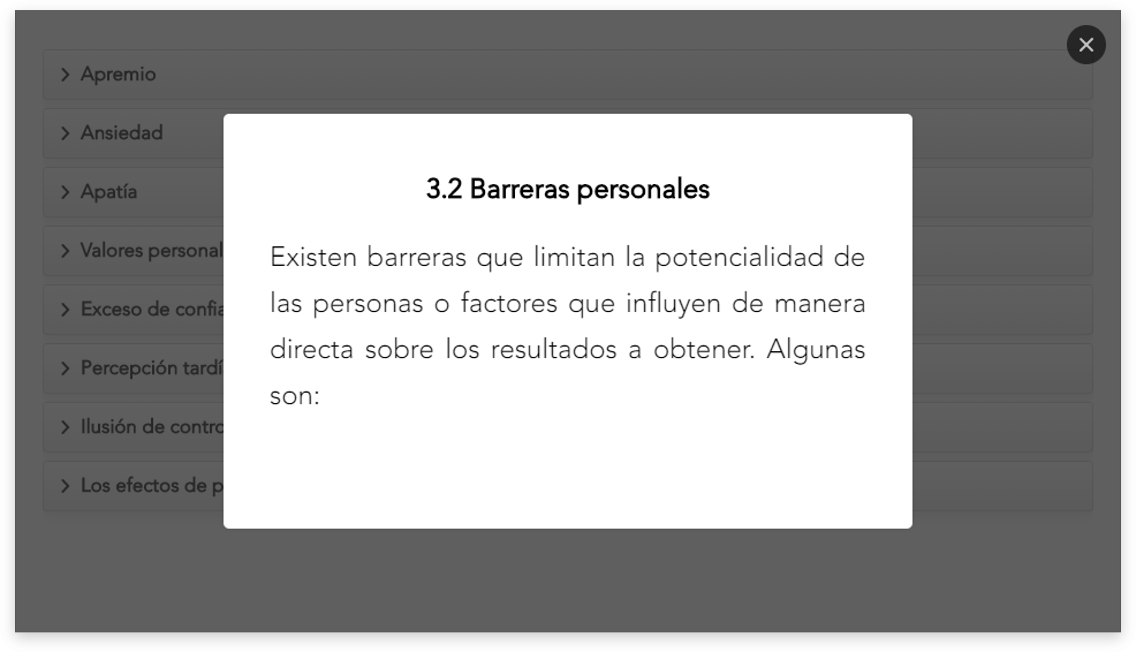 Apremio
Ansiedad
Apatía
Valores personal
Exceso de confia
Percepción tardí
Ilusión de contro
Los efectos de p
3.2 Barreras personales
Existen barreras que limitan la potencialidad de
las personas o factores que influyen de manera
directa sobre los resultados a obtener. Algunas
son: